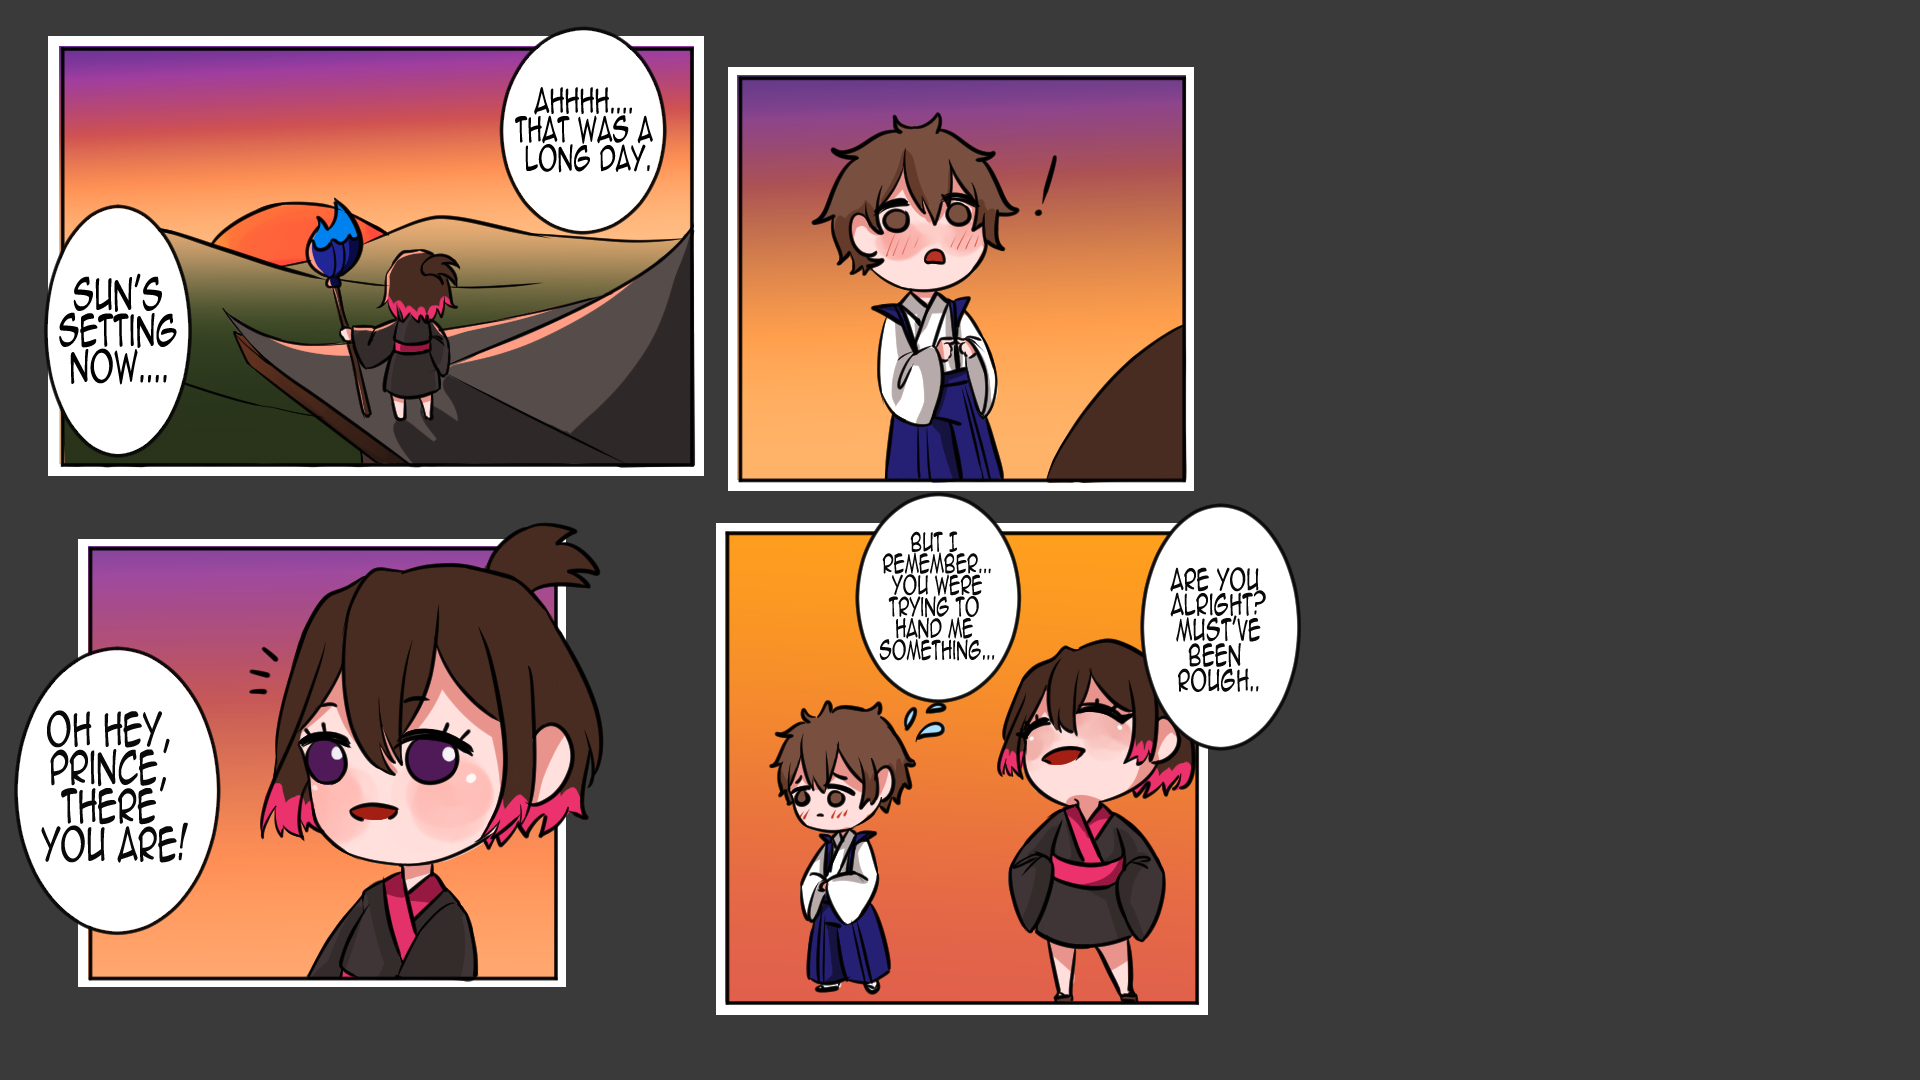 AHHHH....
THAT WAS A
LONG DAY.
SUN'S
SETTING
NOW....
!
OH HEY,
PRINCE,
THERE
YOU ARE!
BUT I
REMEMBER...
YOU WERE
TRYING TO
HAND ME
SOMETHING...
ARE YOU
ALRIGHT?
MUST'VE
BEEN
ROUGH..